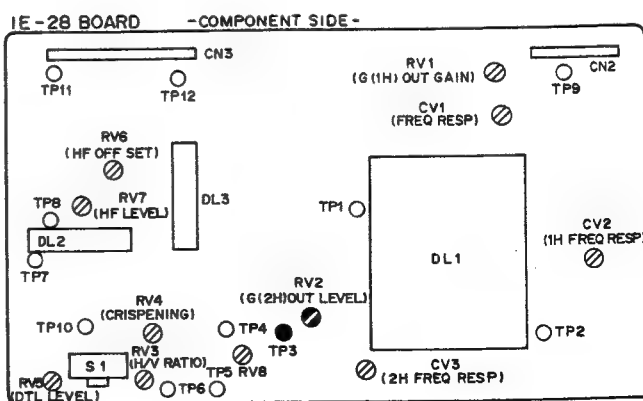 IE-28 BOARD -COMPONENT SIDE-
CN3
CN2
TP11
TP12
RV1
(G(1H) OUT GAIN)
TP9
CV1
(FREQ RESP)
RV6
(HF OFF SET)
RV7
(HF LEVEL)
DL3
TP8
DL2
TP7
TP1
DL1
CV2
(1H FREQ RESP)
RV2
(G(2H)OUT LEVEL)
RV4
(CRISPENING)
TP10
TP4
TP3
TP2
S1
RV3
(H/V RATIO)
TP5 RV8
RV5
(DTL LEVEL)
TP6
CV3
(2H FREQ RESP)